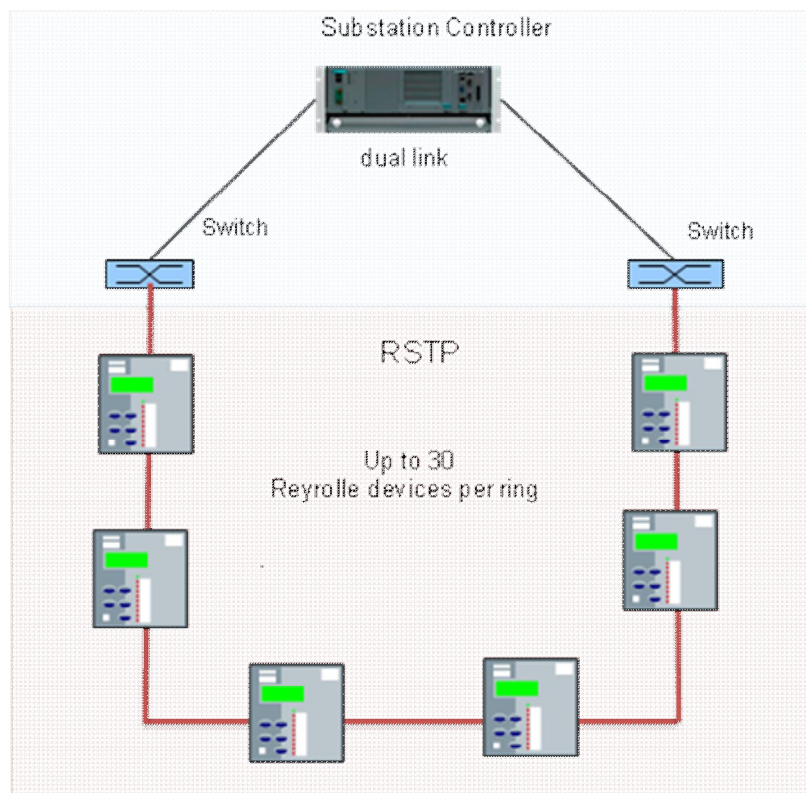 Substation Controller
dual link
Switch
Switch
RSTP
Up to 30
Reyrolle devices per ring